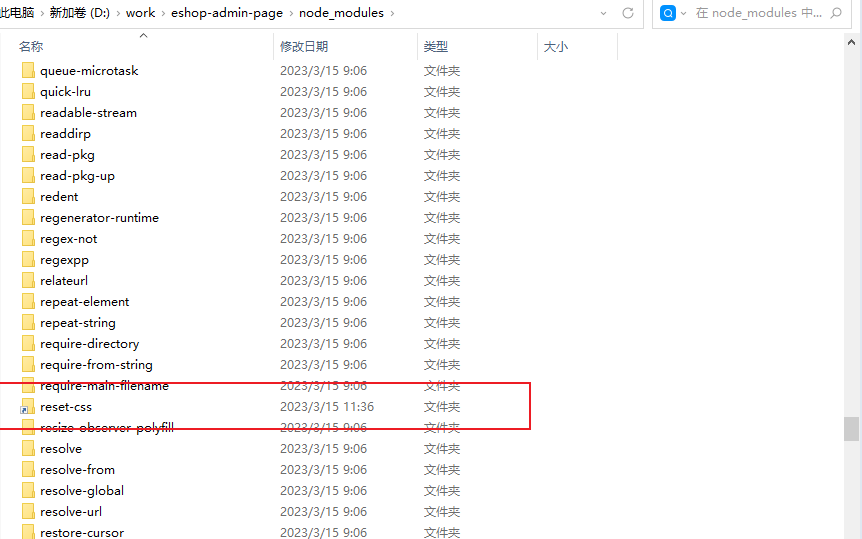 此电脑 › 新加卷 (D:) › work › eshop-admin-page › node_modules › 在 node_modules 中...
名称 修改日期 类型 大小
queue-microtask 2023/3/15 9:06 文件夹
quick-lru 2023/3/15 9:06 文件夹
readable-stream 2023/3/15 9:06 文件夹
readdirp 2023/3/15 9:06 文件夹
read-pkg 2023/3/15 9:06 文件夹
read-pkg-up 2023/3/15 9:06 文件夹
redent 2023/3/15 9:06 文件夹
regenerator-runtime 2023/3/15 9:06 文件夹
regex-not 2023/3/15 9:06 文件夹
regexpp 2023/3/15 9:06 文件夹
relateurl 2023/3/15 9:06 文件夹
repeat-element 2023/3/15 9:06 文件夹
repeat-string 2023/3/15 9:06 文件夹
require-directory 2023/3/15 9:06 文件夹
require-from-string 2023/3/15 9:06 文件夹
require-main-filename 2023/3/15 9:06 文件夹
reset-css 2023/3/15 11:36 文件夹
resize-observer-polyfill 2023/3/15 9:06 文件夹
resolve 2023/3/15 9:06 文件夹
resolve-from 2023/3/15 9:06 文件夹
resolve-global 2023/3/15 9:06 文件夹
resolve-url 2023/3/15 9:06 文件夹
restore-cursor 2023/3/15 9:06 文件夹